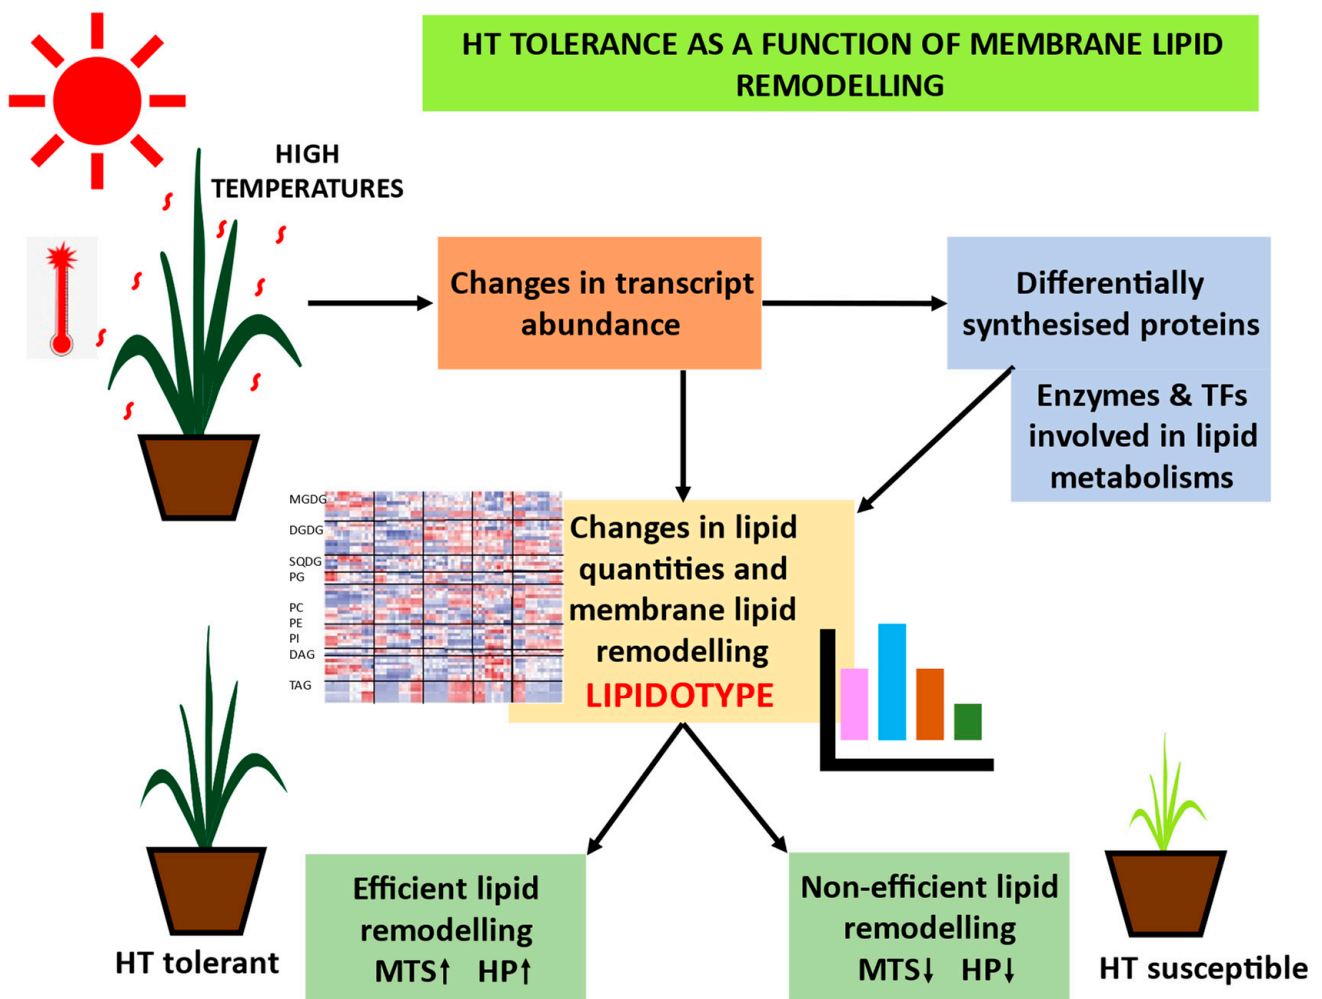 HT TOLERANCE AS A FUNCTION OF MEMBRANE LIPID
REMODELLING
HIGH
TEMPERATURES
Changes in transcript
abundance
Differentially
synthesised proteins
Enzymes & TFs
involved in lipid
metabolisms
MGDG
DGDG
SQDG
PG
PC
PE
PI
DAG
TAG
Changes in lipid
quantities and
membrane lipid
remodelling
LIPIDOTYPE
HT tolerant
Efficient lipid
remodelling
MTS↑ HP↑
Non-efficient lipid
remodelling
MTS↓ HP↓
HT susceptible